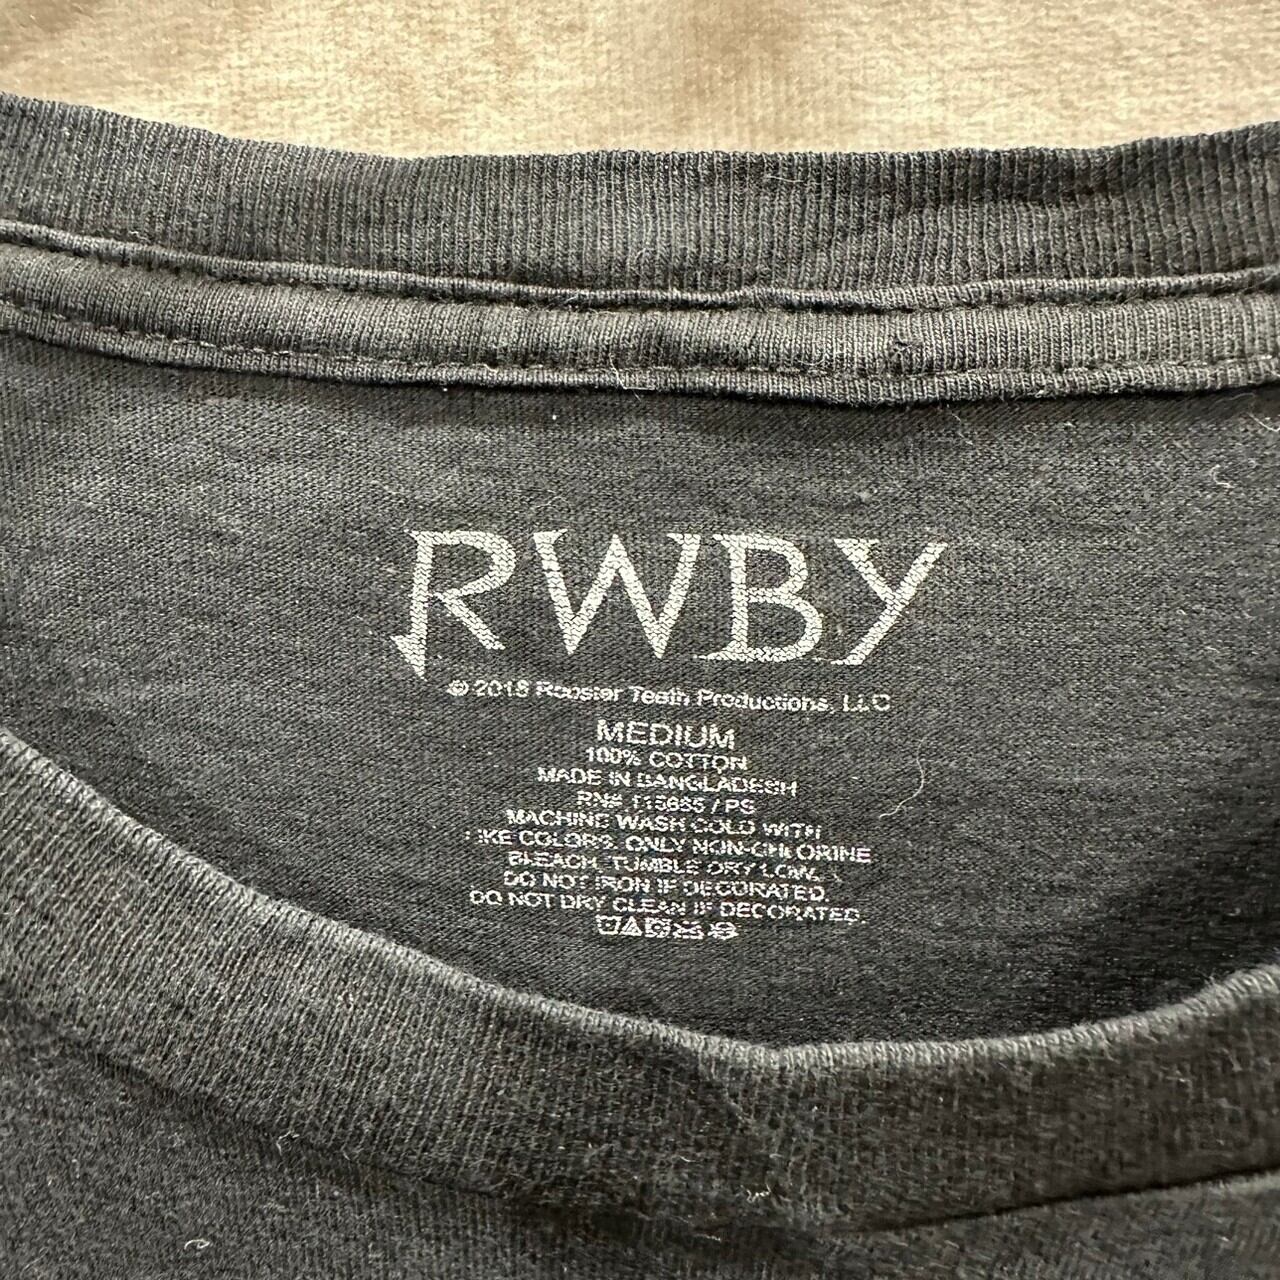 RWBY
© 2018 Rooster Teeth Productions, LLC
MEDIUM
100% COTTON
MADE IN BANGLADESH
RN# 115685 / PS
MACHINE WASH COLD WITH
LIKE COLORS. ONLY NON-CHLORINE
BLEACH, TUMBLE DRY LOW.
DO NOT IRON IF DECORATED.
DO NOT DRY CLEAN IF DECORATED.